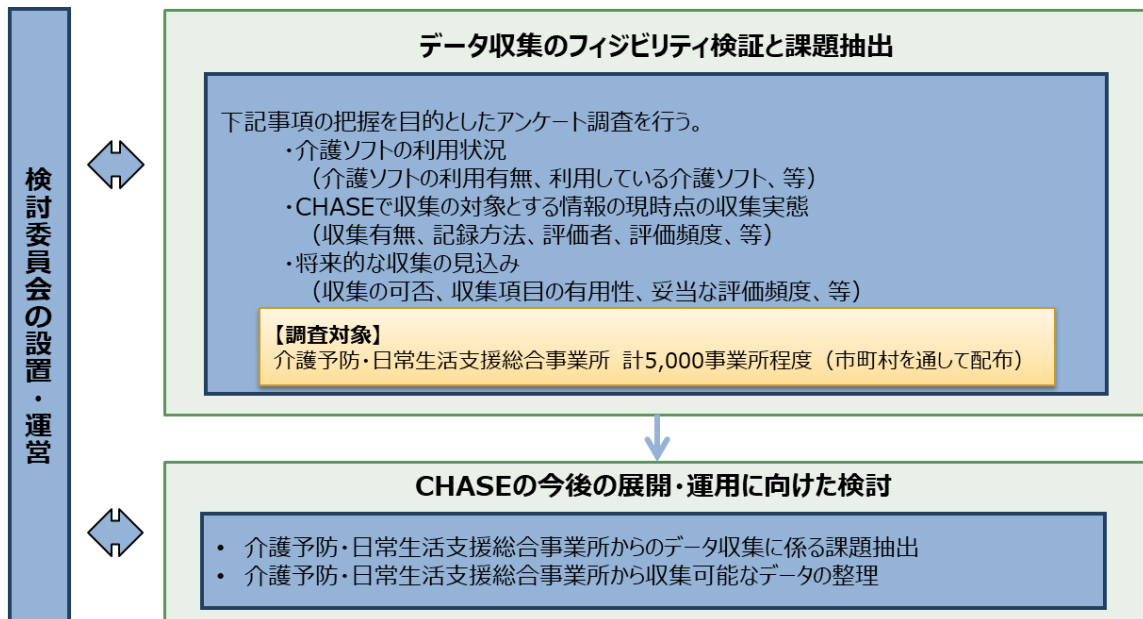 検討委員会の設置・運営
データ収集のフィジビリティ検証と課題抽出
下記事項の把握を目的としたアンケート調査を行う。
・介護ソフトの利用状況
（介護ソフトの利用有無、利用している介護ソフト、等）
・CHASEで収集の対象とする情報の現時点の収集実態
（収集有無、記録方法、評価者、評価頻度、等）
・将来的な収集の見込み
（収集の可否、収集項目の有用性、妥当な評価頻度、等）
【調査対象】
介護予防・日常生活支援総合事業所 計5,000事業所程度（市町村を通して配布）
CHASEの今後の展開・運用に向けた検討
• 介護予防・日常生活支援総合事業所からのデータ収集に係る課題抽出
• 介護予防・日常生活支援総合事業所から収集可能なデータの整理